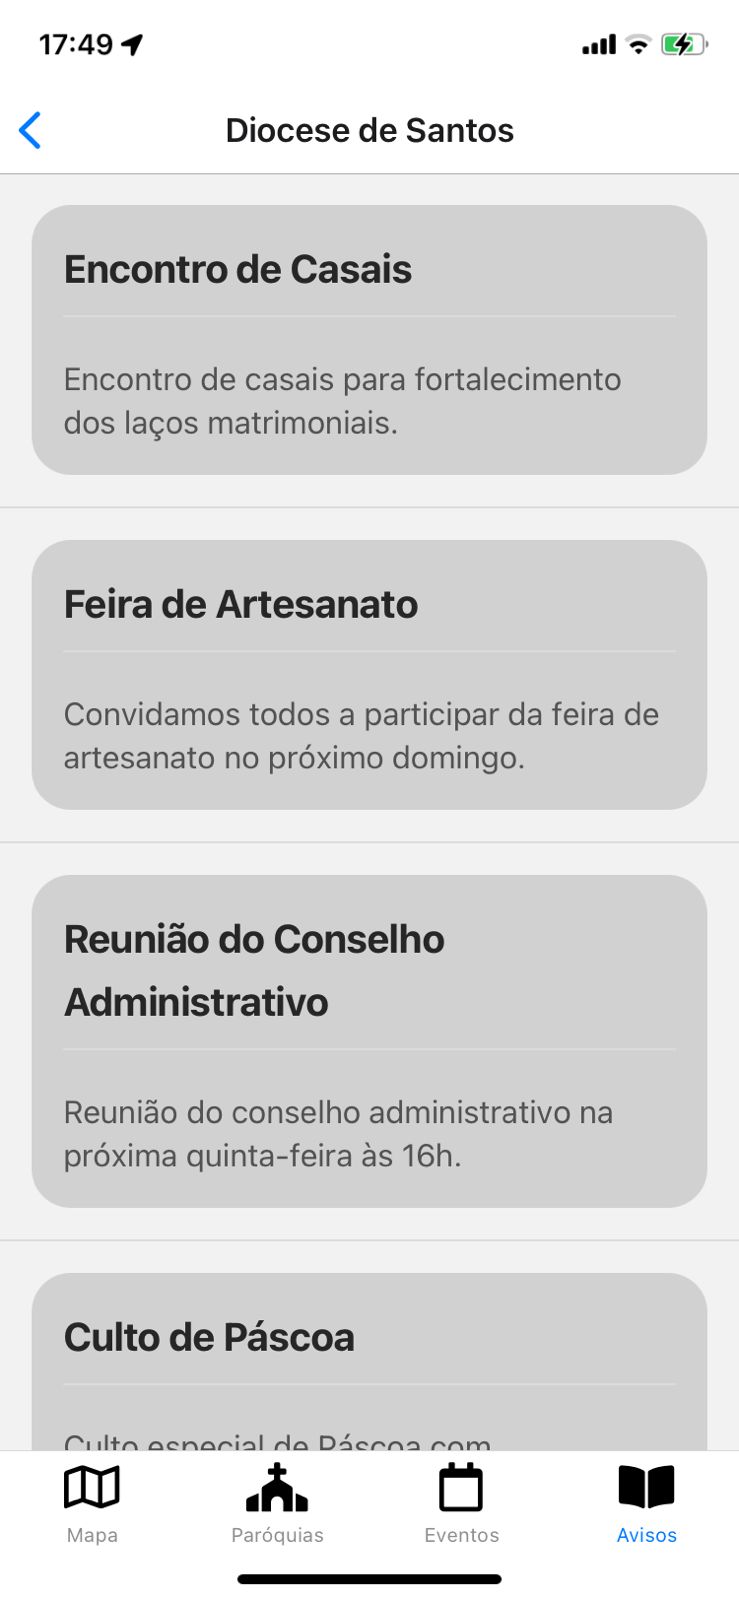 17:49
Diocese de Santos
Encontro de Casais
Encontro de casais para fortalecimento
dos laços matrimoniais.
Feira de Artesanato
Convidamos todos a participar da feira de
artesanato no próximo domingo.
Reunião do Conselho
Administrativo
Reunião do conselho administrativo na
próxima quinta-feira às 16h.
Culto de Páscoa
Culto especial de Páscoa com
Mapa Paróquias Eventos Avisos